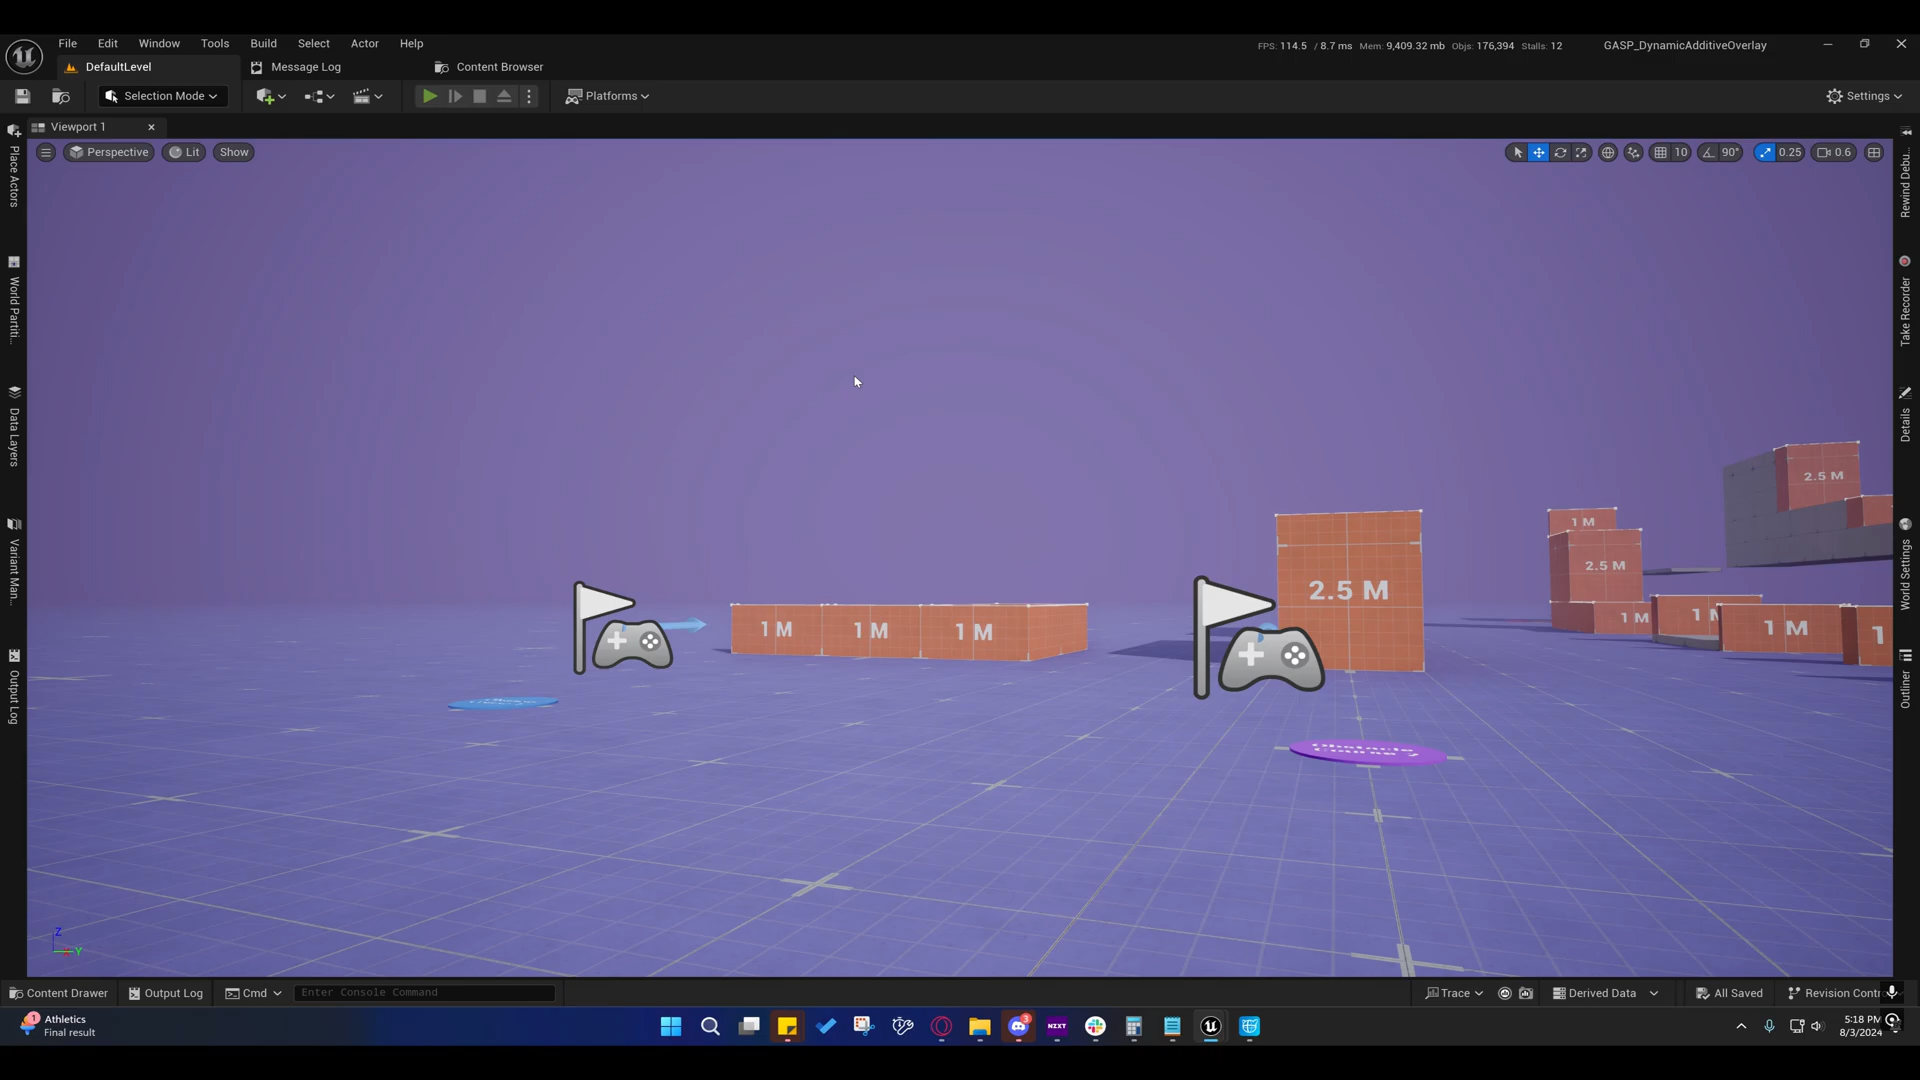 File Edit Window Tools Build Select Actor Help
FPS: 114.5 / 8.7 ms Mem: 9,409.32 mb Objs: 176,394 Stalls: 12
GASP_DynamicAdditiveOverlay
DefaultLevel
Message Log
Content Browser
Selection Mode
Platforms
Settings
Viewport 1
Perspective
Lit
Show
10
90°
0.25
0.6
Place Actors
World Partiti...
Data Layers
Variant Man...
Output Log
Rewind Debu...
Take Recorder
Details
World Settings
Outliner
2.5 M
1 M
2.5 M
2.5 M
1 M
1 M
1 M
1 M
1 M
1 M
1
Z
Y
Content Drawer
Output Log
Cmd
Enter Console Command
Trace
Derived Data
All Saved
Revision Contr
1
Athletics
Final result
3
NZXT
5:18 PM
8/3/2024